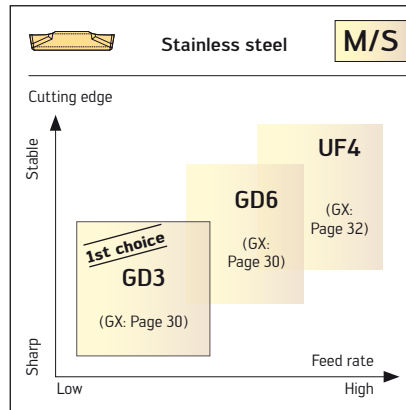 Stainless steel
M/S
Cutting edge
Stable
Sharp
UF4
(GX:
Page 32)
GD6
(GX:
Page 30)
1st choice
GD3
(GX: Page 30)
Feed rate
Low
High